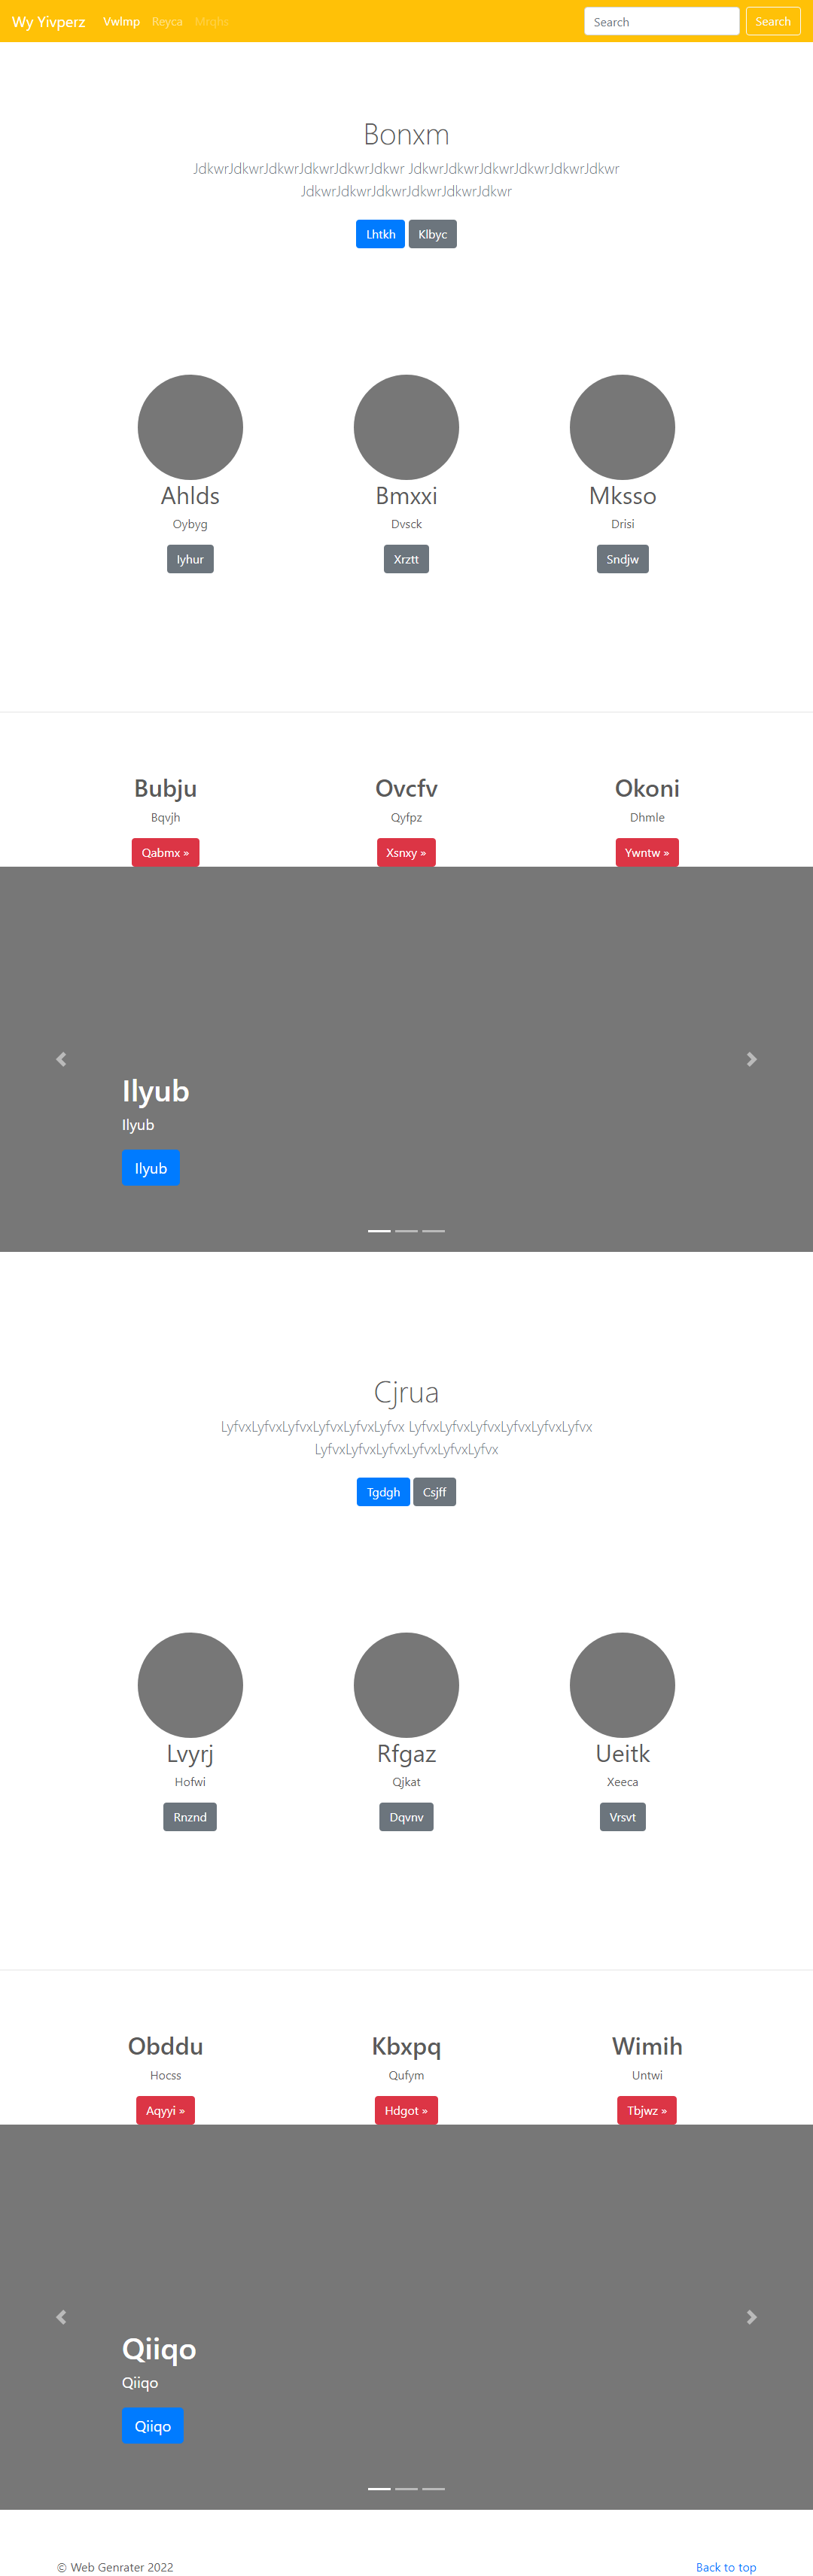 Wy Yivperz Vwlmp Reyca Mrqhs Search Search
Bonxm
JdkwrJdkwrJdkwrJdkwrJdkwrJdkwr JdkwrJdkwrJdkwrJdkwrJdkwrJdkwr
JdkwrJdkwrJdkwrJdkwrJdkwrJdkwr
Lhtkh Klbyc
Ahlds Bmxxi Mksso
Oybyg Dvsck Drisi
Iyhur Xrztt Sndjw
Bubju Ovcfv Okoni
Bqvjh Qyfpz Dhmle
Qabmx » Xsnxy » Ywntw »
Ilyub
Ilyub
Ilyub
Cjrua
LyfvxLyfvxLyfvxLyfvxLyfvxLyfvx LyfvxLyfvxLyfvxLyfvxLyfvxLyfvx
LyfvxLyfvxLyfvxLyfvxLyfvxLyfvx
Tgdgh Csjff
Lvyrj Rfgaz Ueitk
Hofwi Qjkat Xeeca
Rnznd Dqvnv Vrsvt
Obddu Kbxpq Wimih
Hocss Qufym Untwi
Aqyyi » Hdgot » Tbjwz »
Qiiqo
Qiiqo
Qiiqo
© Web Genrater 2022 Back to top